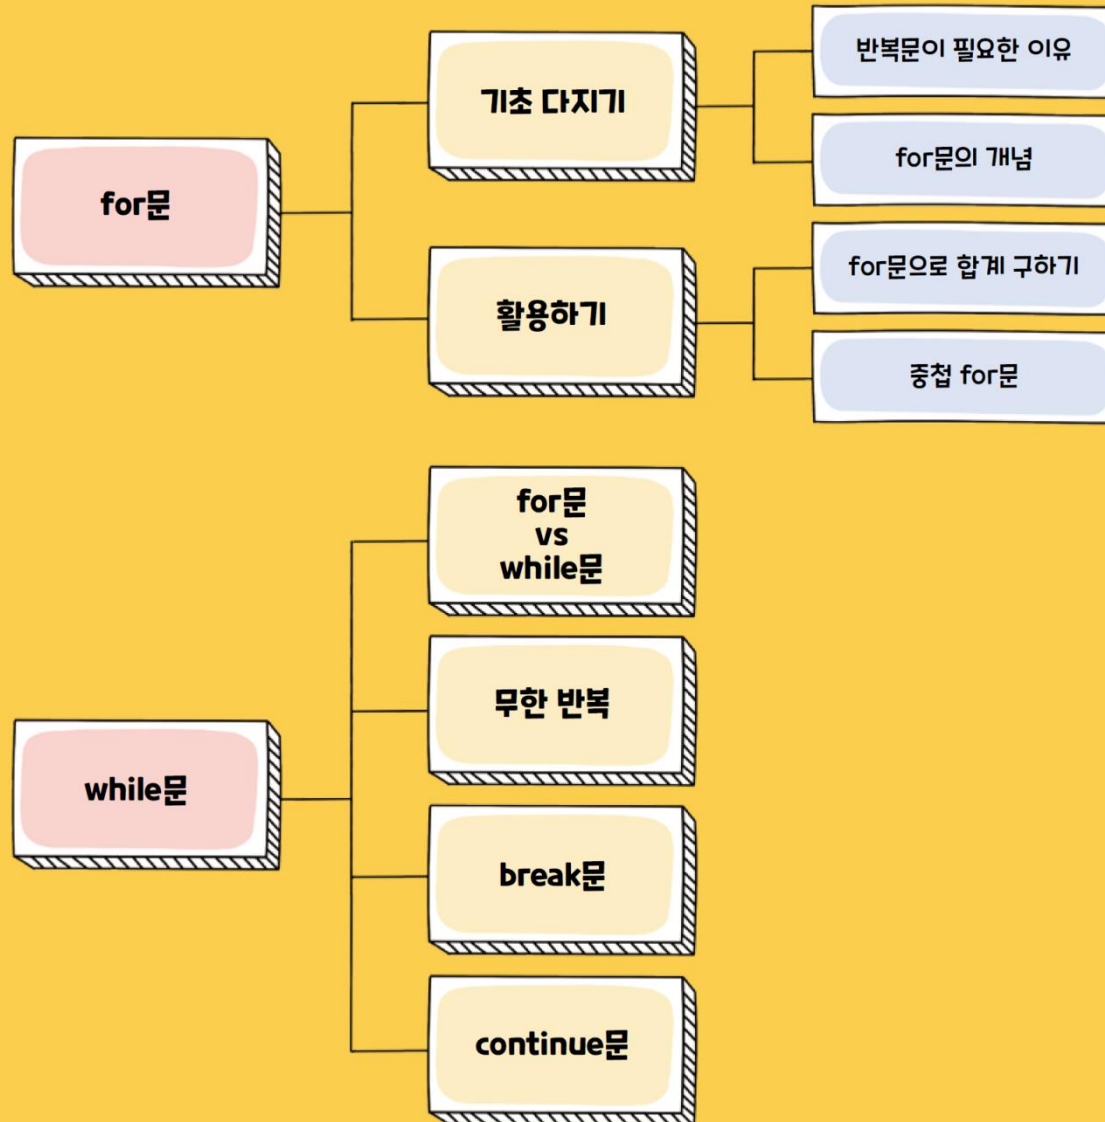 for문
기초 다지기
반복문이 필요한 이유
for문의 개념
활용하기
for문으로 합계 구하기
중첩 for문
while문
for문
vs
while문
무한 반복
break문
continue문